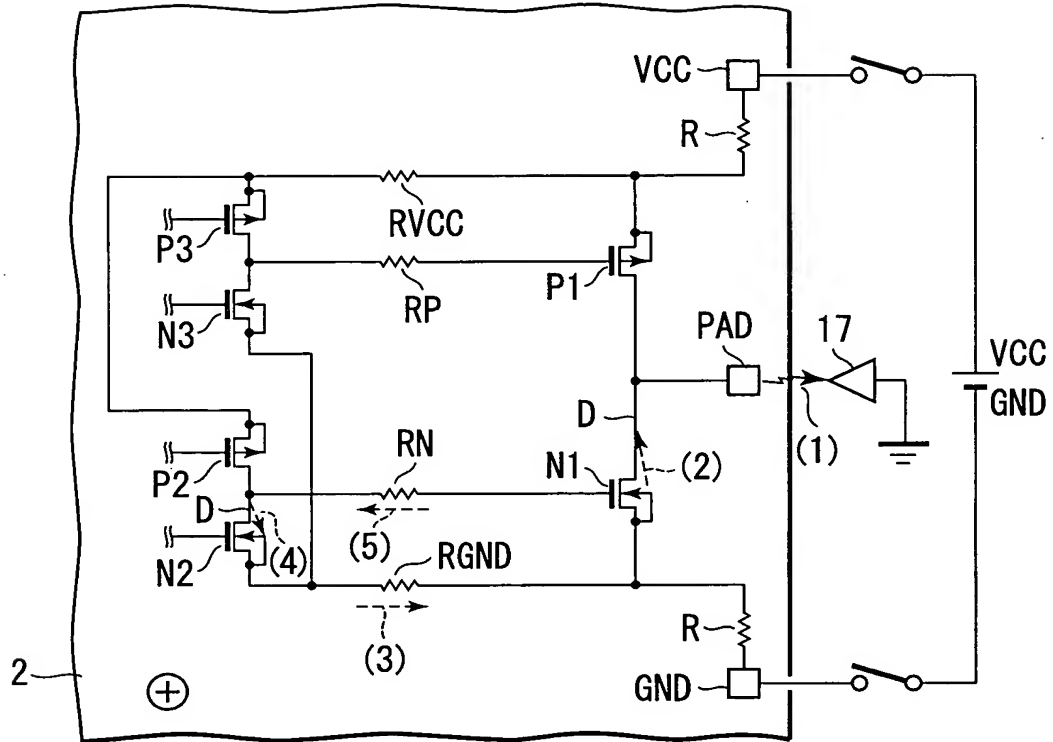 VCC
R
RVCC
P3
RP
P1
N3
PAD
17
VCC
GND
D
(1)
RN
N1
(2)
P2
D
(4)
(5)
N2
RGND
(3)
R
2
GND